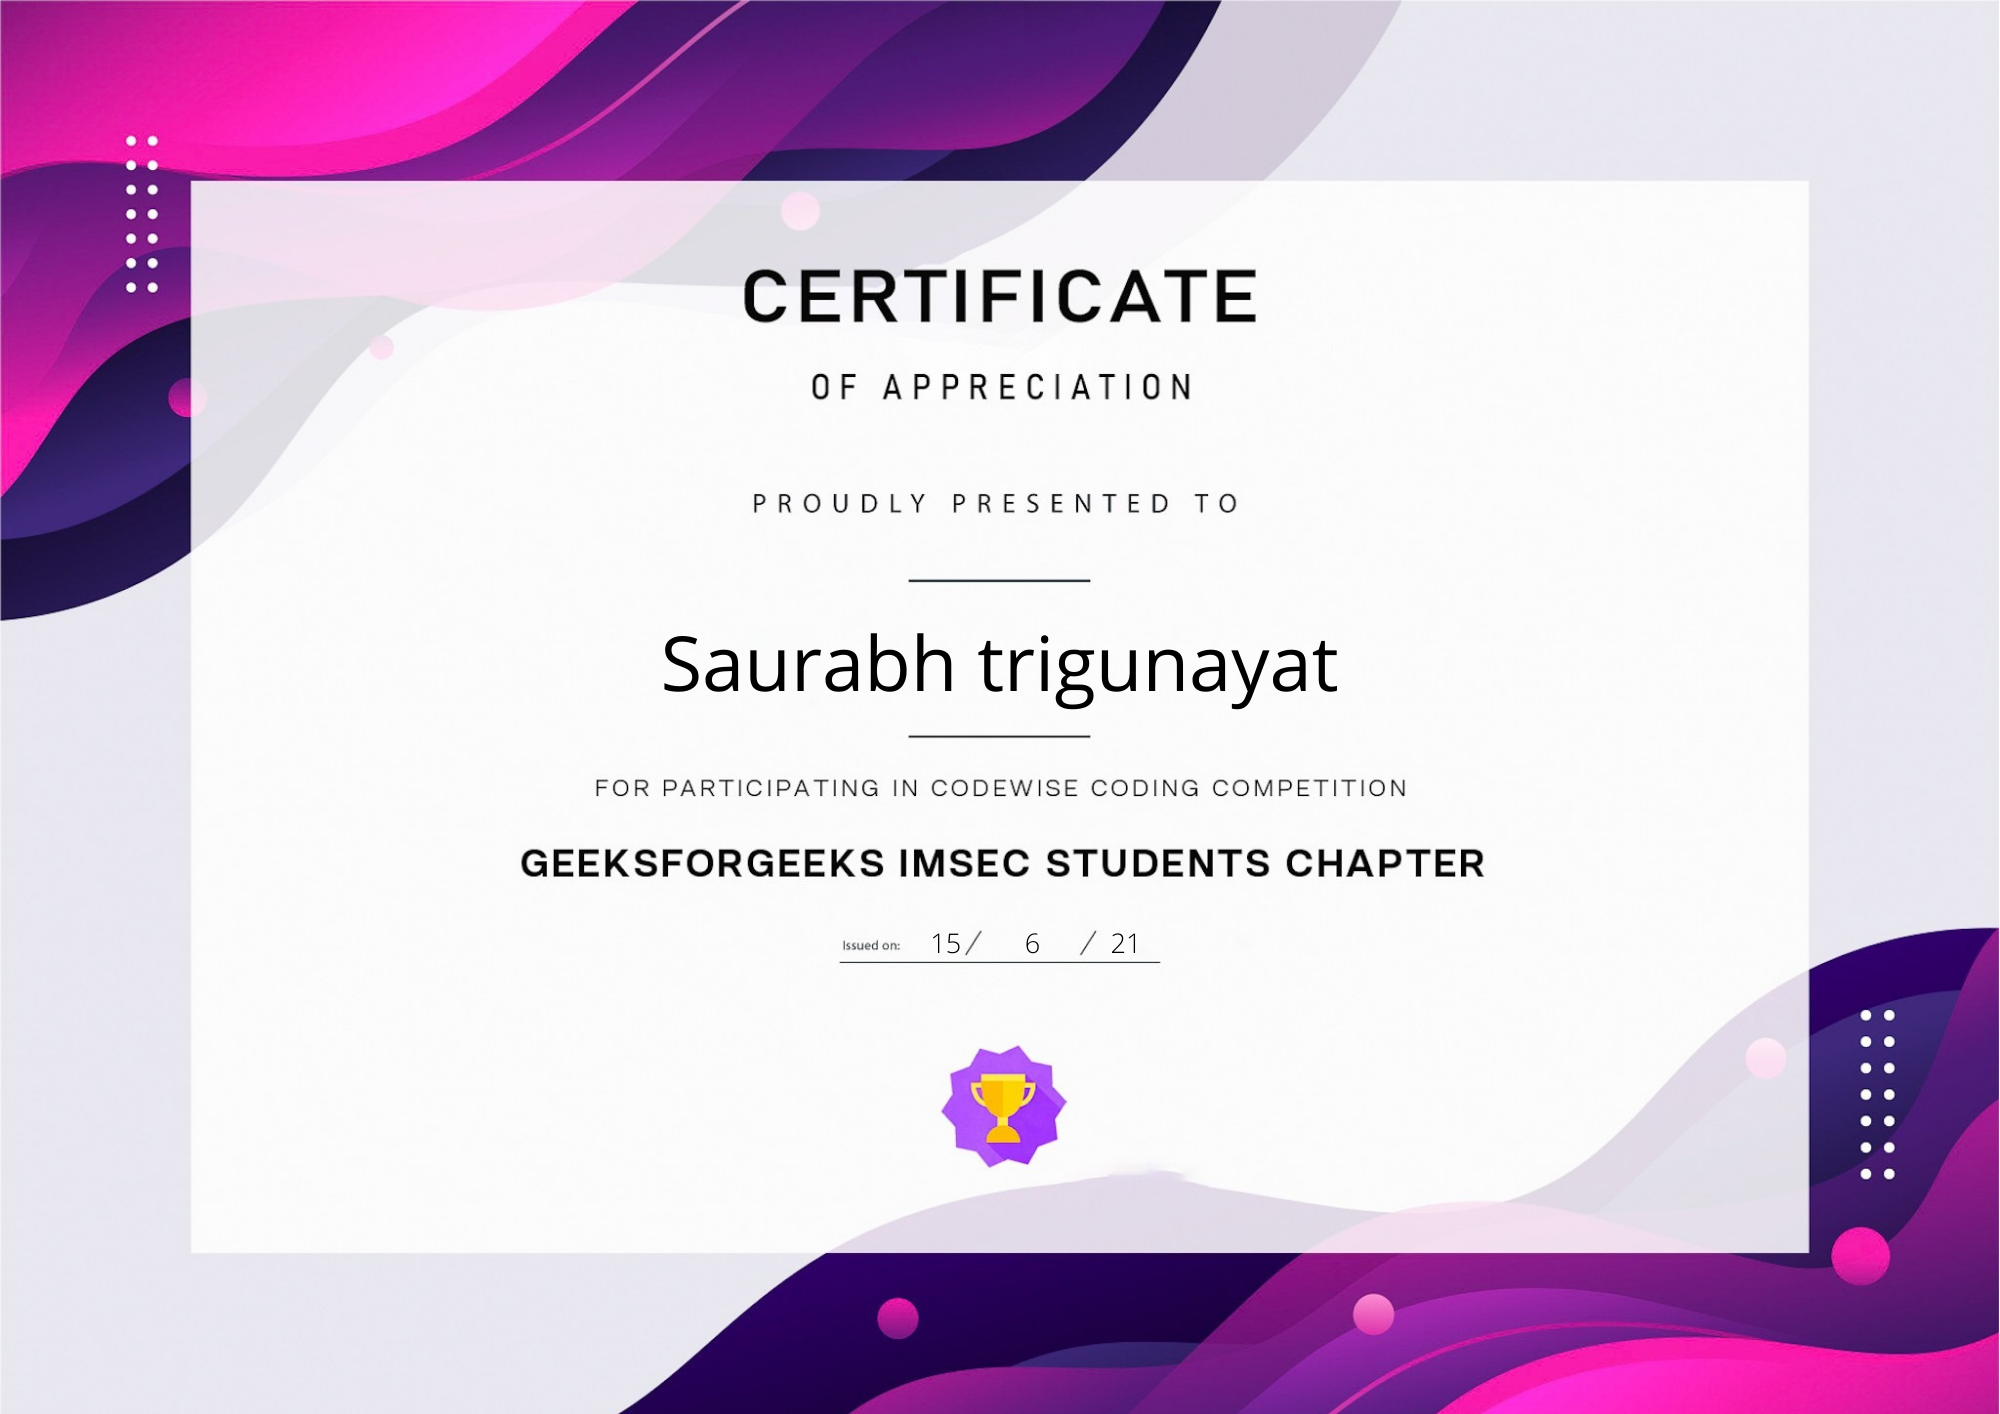 CERTIFICATE
OF APPRECIATION
PROUDLY PRESENTED TO
Saurabh trigunayat
FOR PARTICIPATING IN CODEWISE CODING COMPETITION
GEEKSFORGEEKS IMSEC STUDENTS CHAPTER
Issued on: 15/ 6 / 21